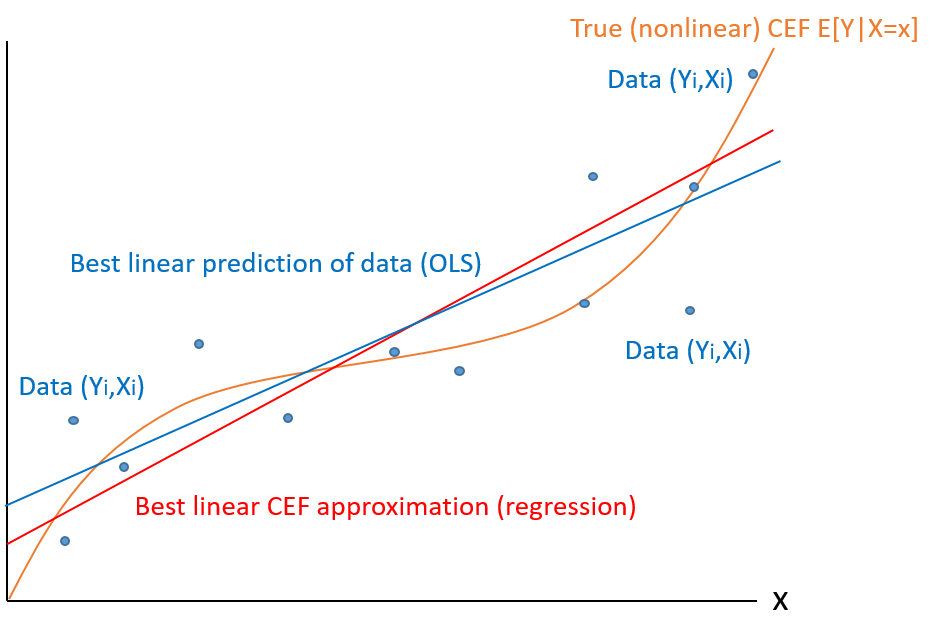 True (nonlinear) CEF E[Y|X=x]
Data (Yi,Xi)
Best linear prediction of data (OLS)
Data (Yi,Xi)
Data (Yi,Xi)
Best linear CEF approximation (regression)
X